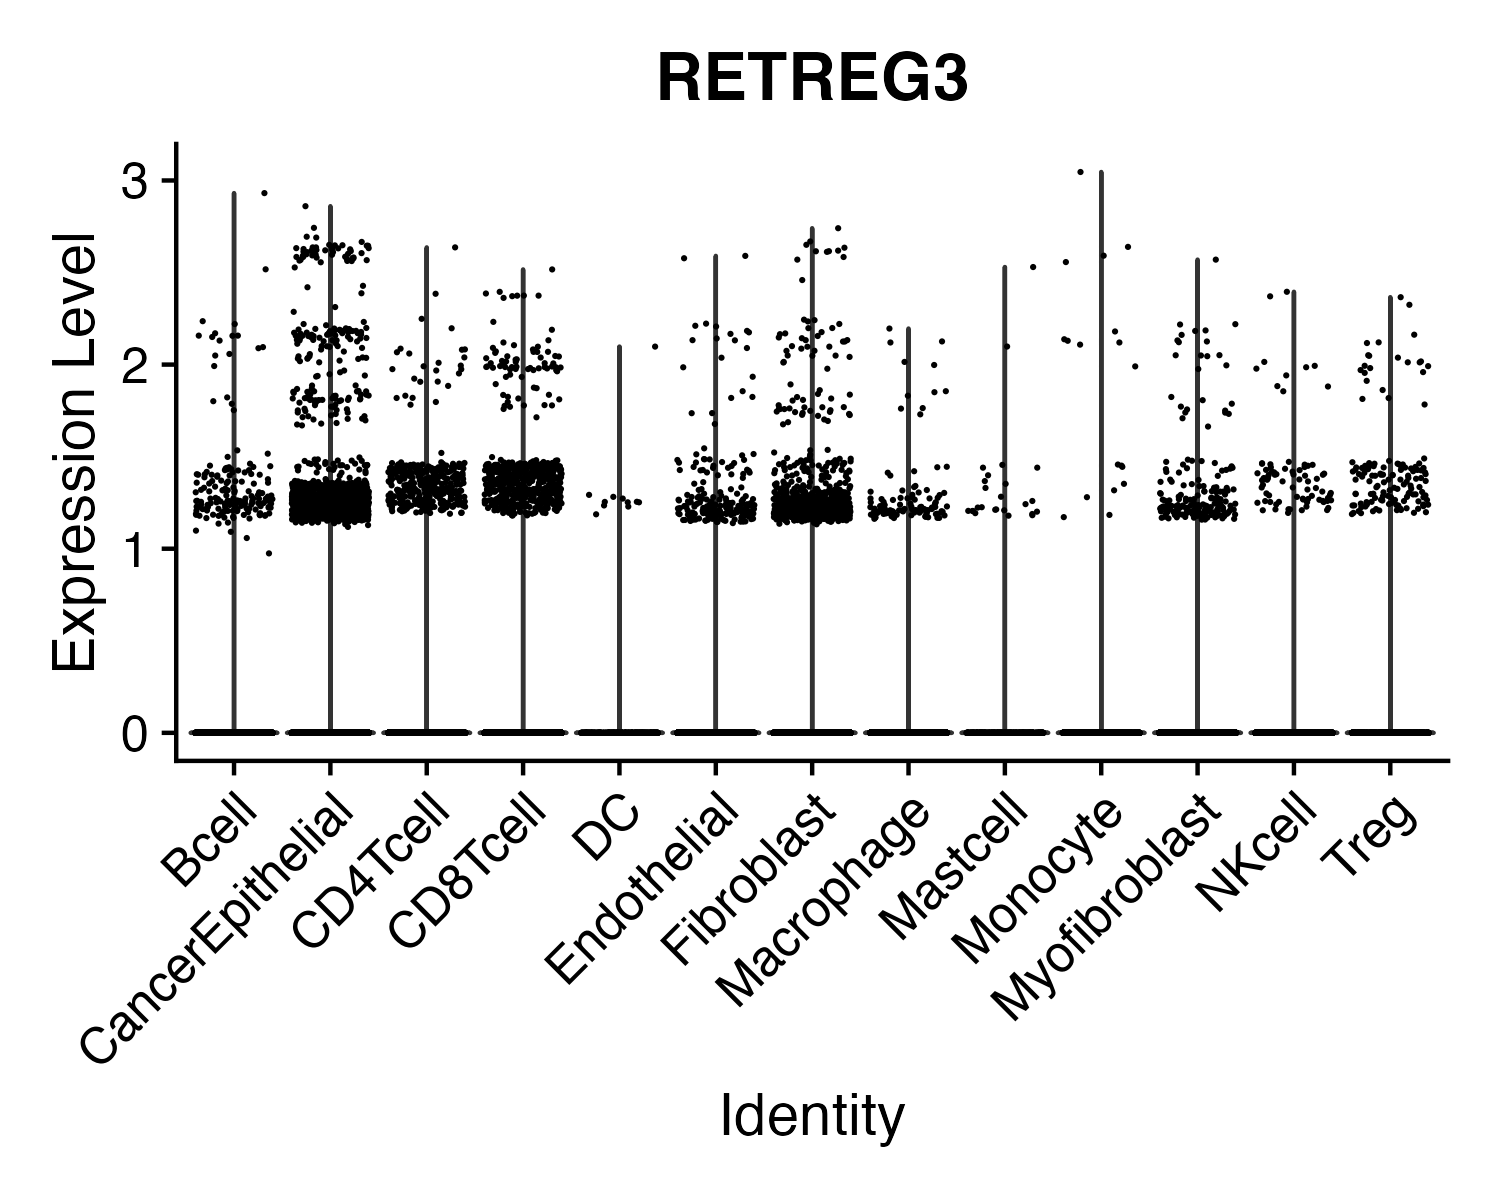 RETREG3
Expression Level
3
2
1
0
Bcell
CancerEpithelial
CD4Tcell
CD8Tcell
DC
Endothelial
Fibroblast
Macrophage
Mastcell
Monocyte
Myofibroblast
NKcell
Treg
Identity